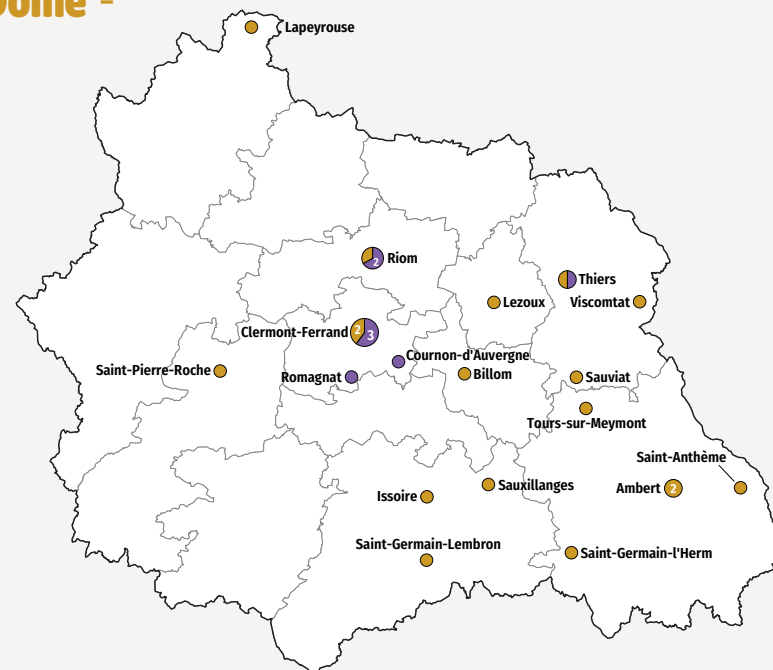 Lapeyrouse
2 Riom
Thiers
Lezoux
Viscomtat
Clermont-Ferrand 2 3
Cournon-d'Auvergne
Saint-Pierre-Roche
Romagnat
Billom
Sauviat
Tours-sur-Meymont
Saint-Anthème
Sauxillanges
Ambert 2
Issoire
Saint-Germain-Lembron
Saint-Germain-l'Herm